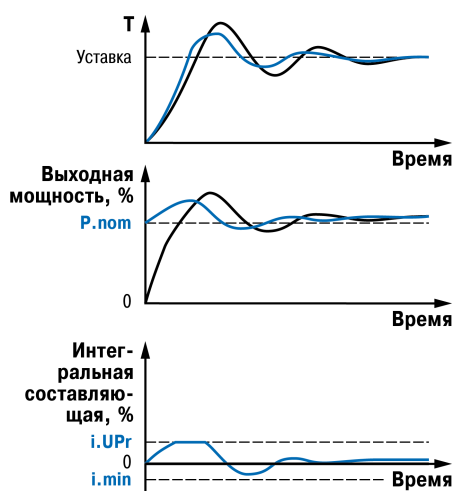 T
Уставка
Время
Выходная
мощность, %
P.nom
0
Время
Интег-
ральная
составляю-
щая, %
i.UPr
0
i.min
Время